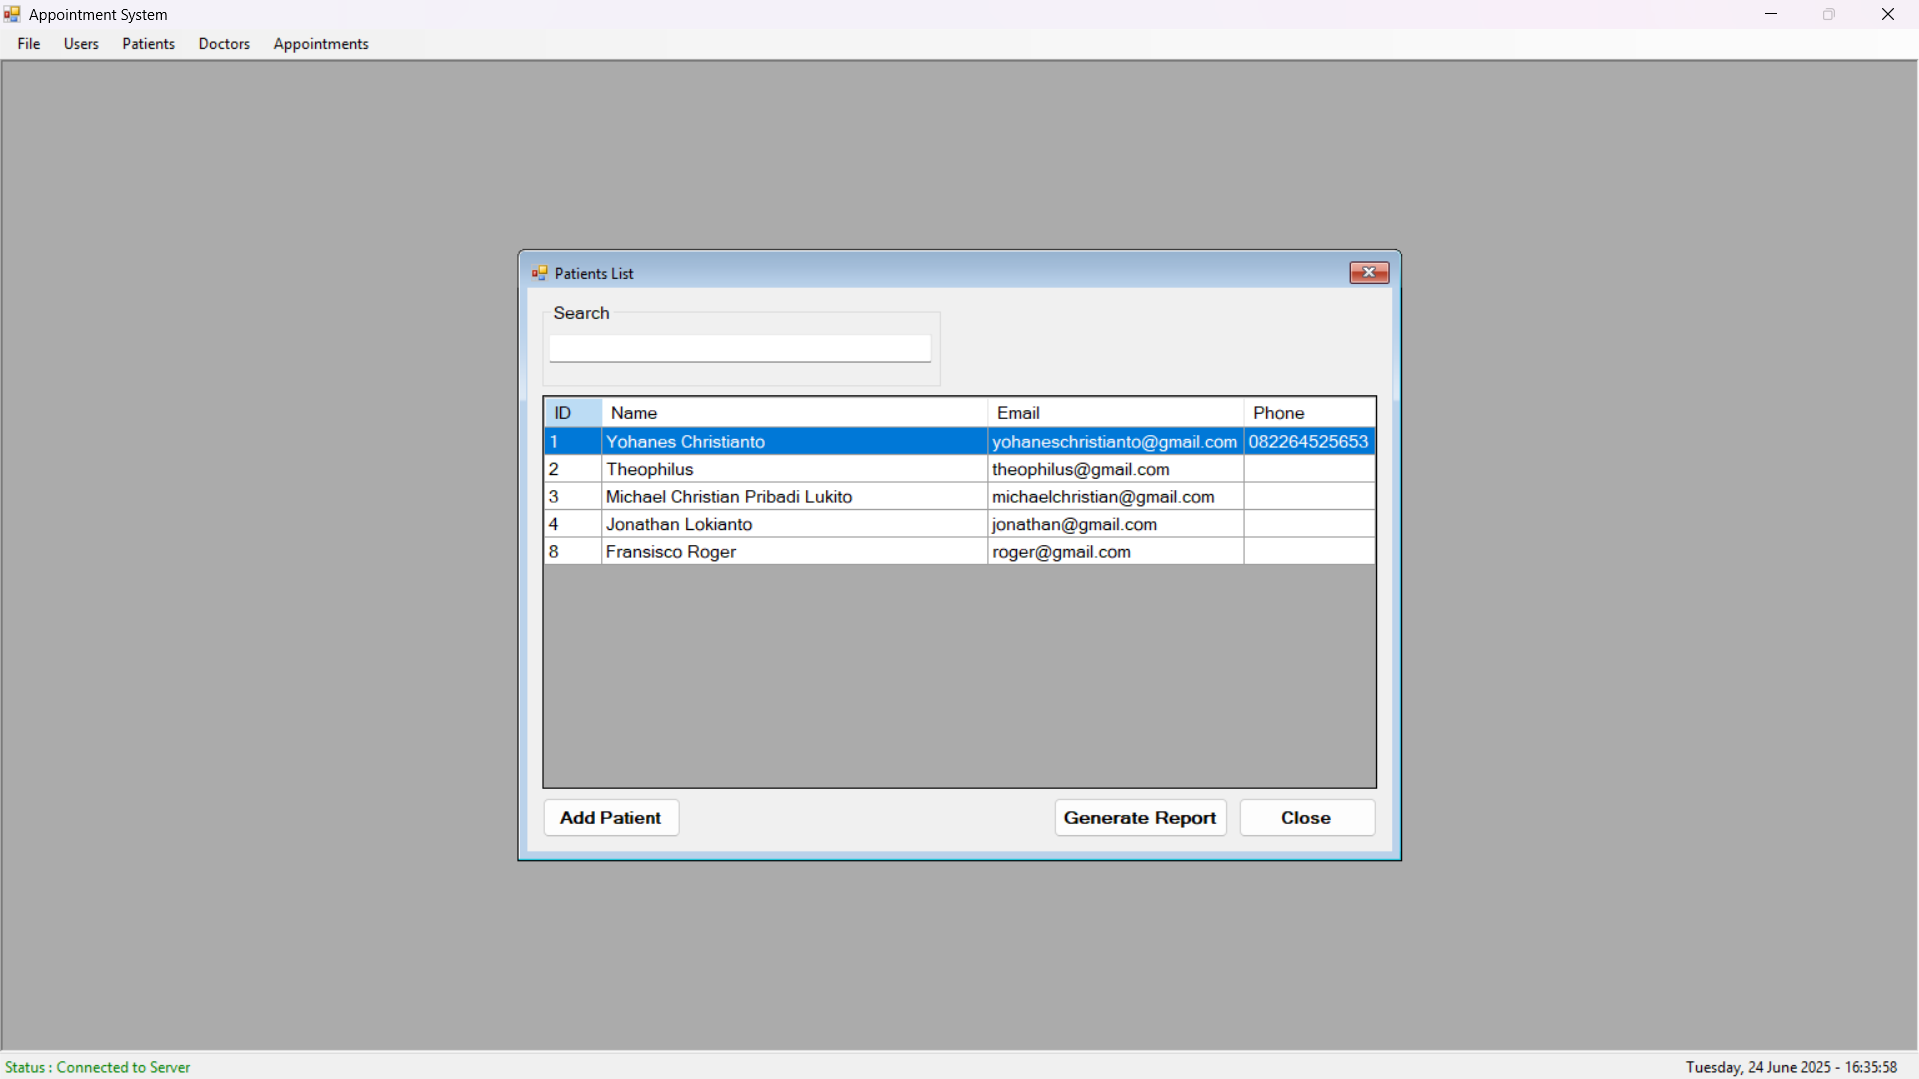 Appointment System
File Users Patients Doctors Appointments
Patients List
Search
ID Name Email Phone
1 Yohanes Christianto yohaneschristianto@gmail.com 082264525653
2 Theophilus theophilus@gmail.com
3 Michael Christian Pribadi Lukito michaelchristian@gmail.com
4 Jonathan Lokianto jonathan@gmail.com
8 Fransisco Roger roger@gmail.com
Add Patient Generate Report Close
Status : Connected to Server Tuesday, 24 June 2025 - 16:35:58